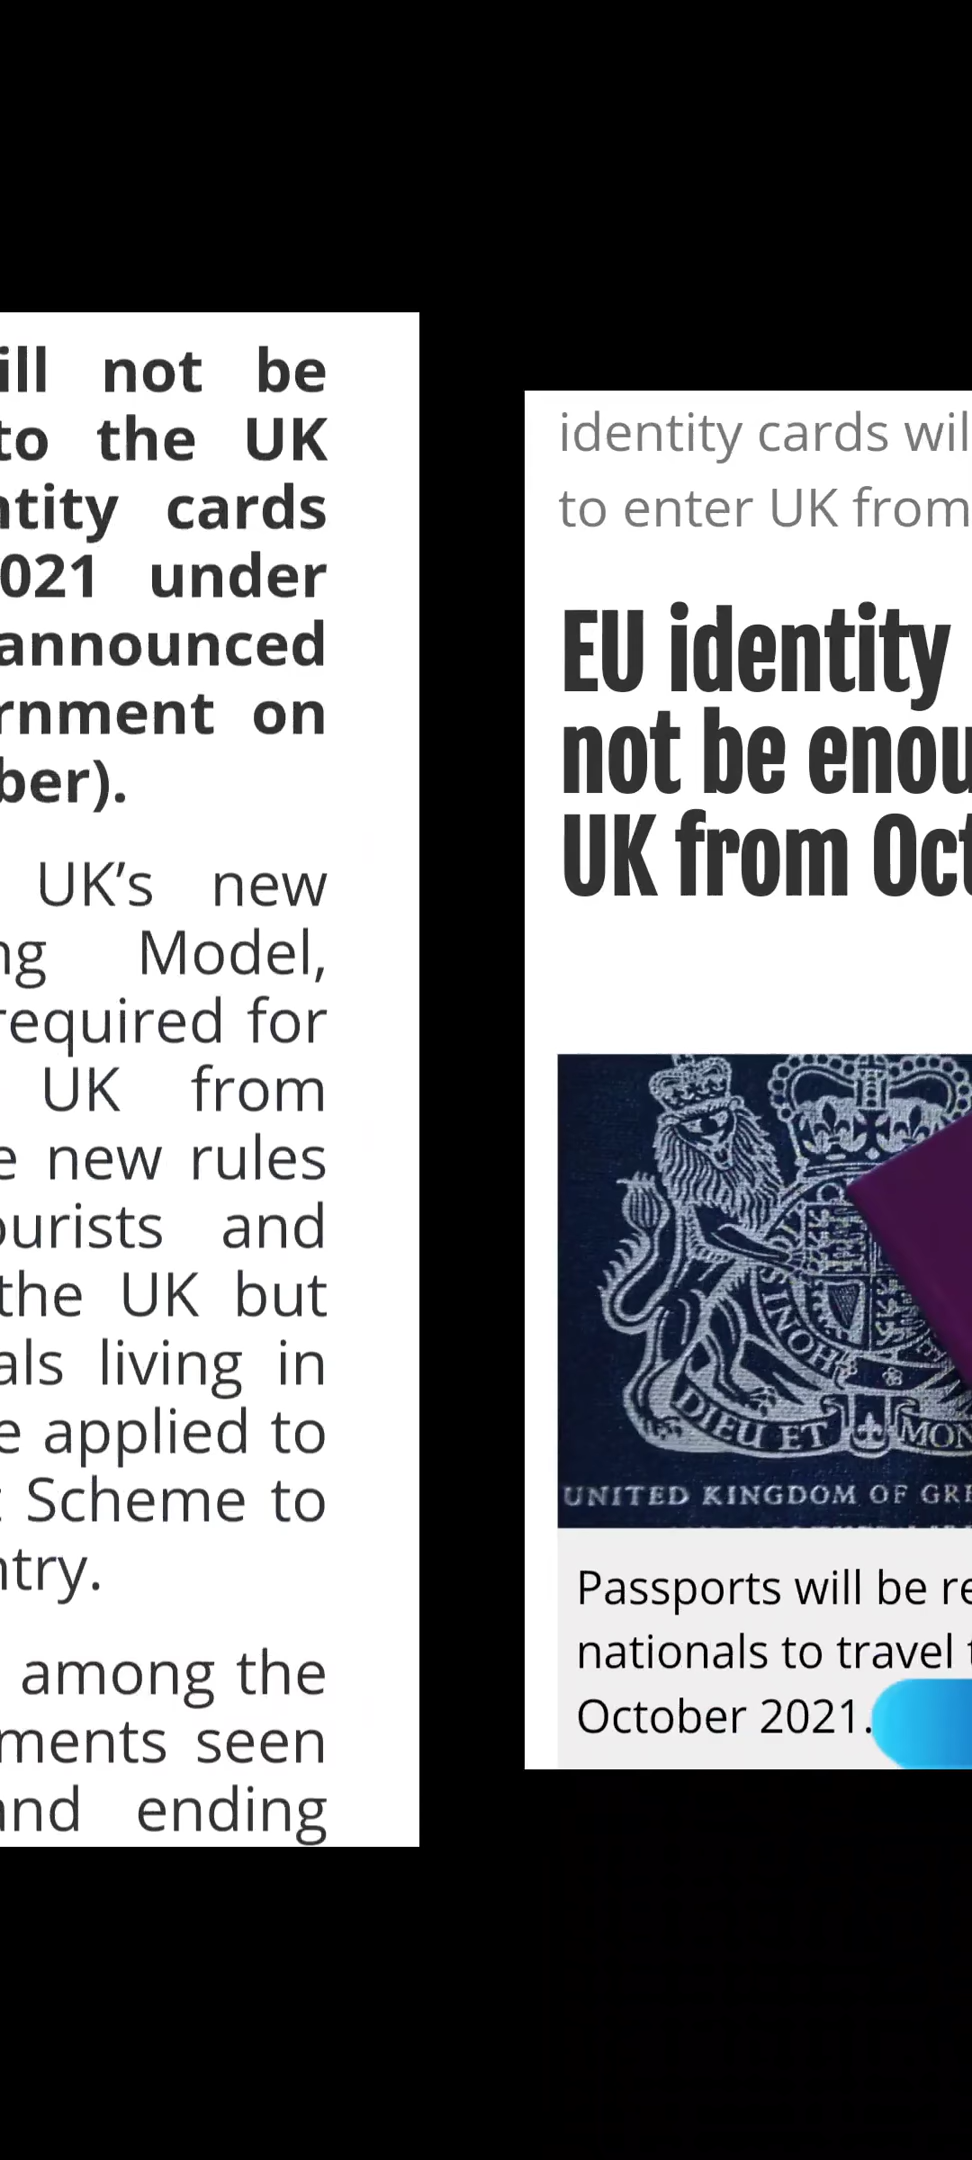 ill not be
to the UK
ntity cards
021 under
announced
rnment on
ber).
UK’s new
ng Model,
required for
UK from
e new rules
ourists and
the UK but
als living in
e applied to
t Scheme to
ntry.
among the
ments seen
and ending
identity cards wil
to enter UK from
EU identity
not be enou
UK from Oct
HONI S
DIEU ET MON
UNITED KINGDOM OF GRE
Passports will be re
nationals to travel t
October 2021.